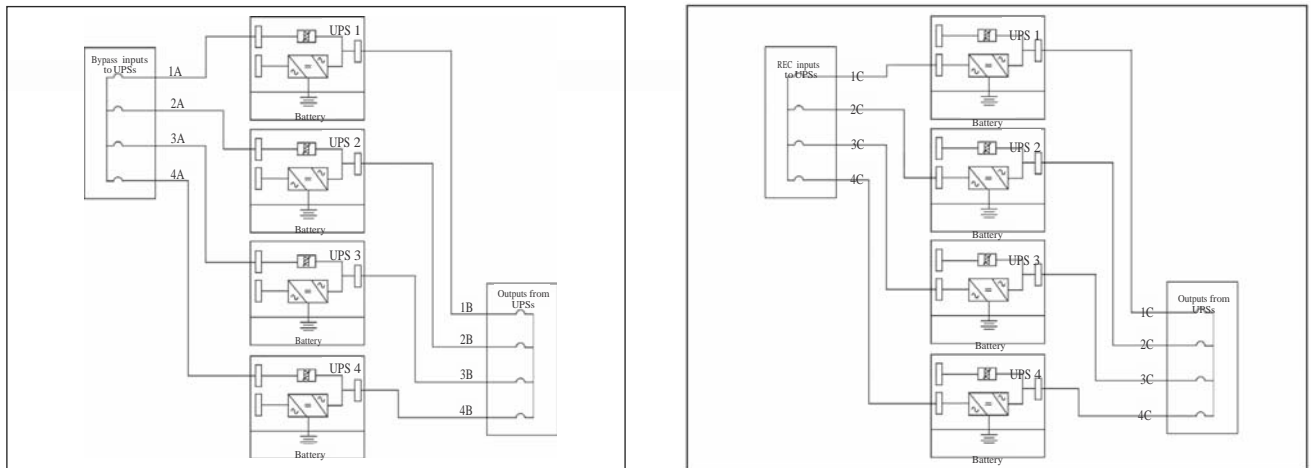 UPS 1
Bypass inputs
to UPSs
1A
2A
3A
4A
Battery
UPS 2
Battery
UPS 3
Battery
UPS 4
Battery
Outputs from
UPSs
1B
2B
3B
4B
UPS 1
REC inputs
to UPSs
1C
2C
3C
4C
Battery
UPS 2
Battery
UPS 3
Battery
UPS 4
Battery
Outputs from
UPSs
1C
2C
3C
4C